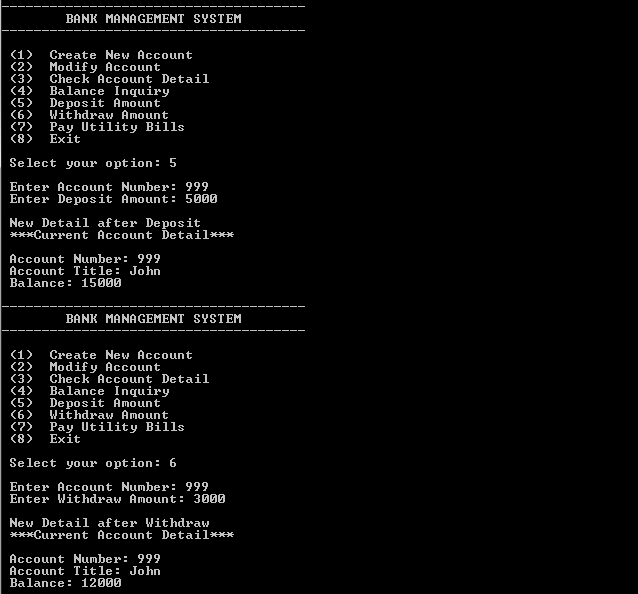 ----------------------------------------
BANK MANAGEMENT SYSTEM
----------------------------------------
(1) Create New Account
(2) Modify Account
(3) Check Account Detail
(4) Balance Inquiry
(5) Deposit Amount
(6) Withdraw Amount
(7) Pay Utility Bills
(8) Exit
Select your option: 5
Enter Account Number: 999
Enter Deposit Amount: 5000
New Detail after Deposit
***Current Account Detail***
Account Number: 999
Account Title: John
Balance: 15000
----------------------------------------
BANK MANAGEMENT SYSTEM
----------------------------------------
(1) Create New Account
(2) Modify Account
(3) Check Account Detail
(4) Balance Inquiry
(5) Deposit Amount
(6) Withdraw Amount
(7) Pay Utility Bills
(8) Exit
Select your option: 6
Enter Account Number: 999
Enter Withdraw Amount: 3000
New Detail after Withdraw
***Current Account Detail***
Account Number: 999
Account Title: John
Balance: 12000